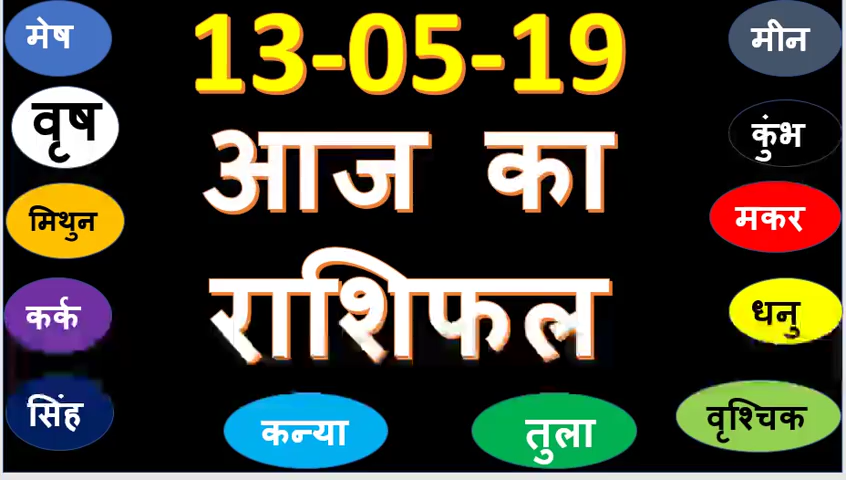 13-05-19
आज का
राशिफल
मेष
वृष
मिथुन
कर्क
सिंह
कन्या
तुला
वृश्चिक
धनु
मकर
कुंभ
मीन